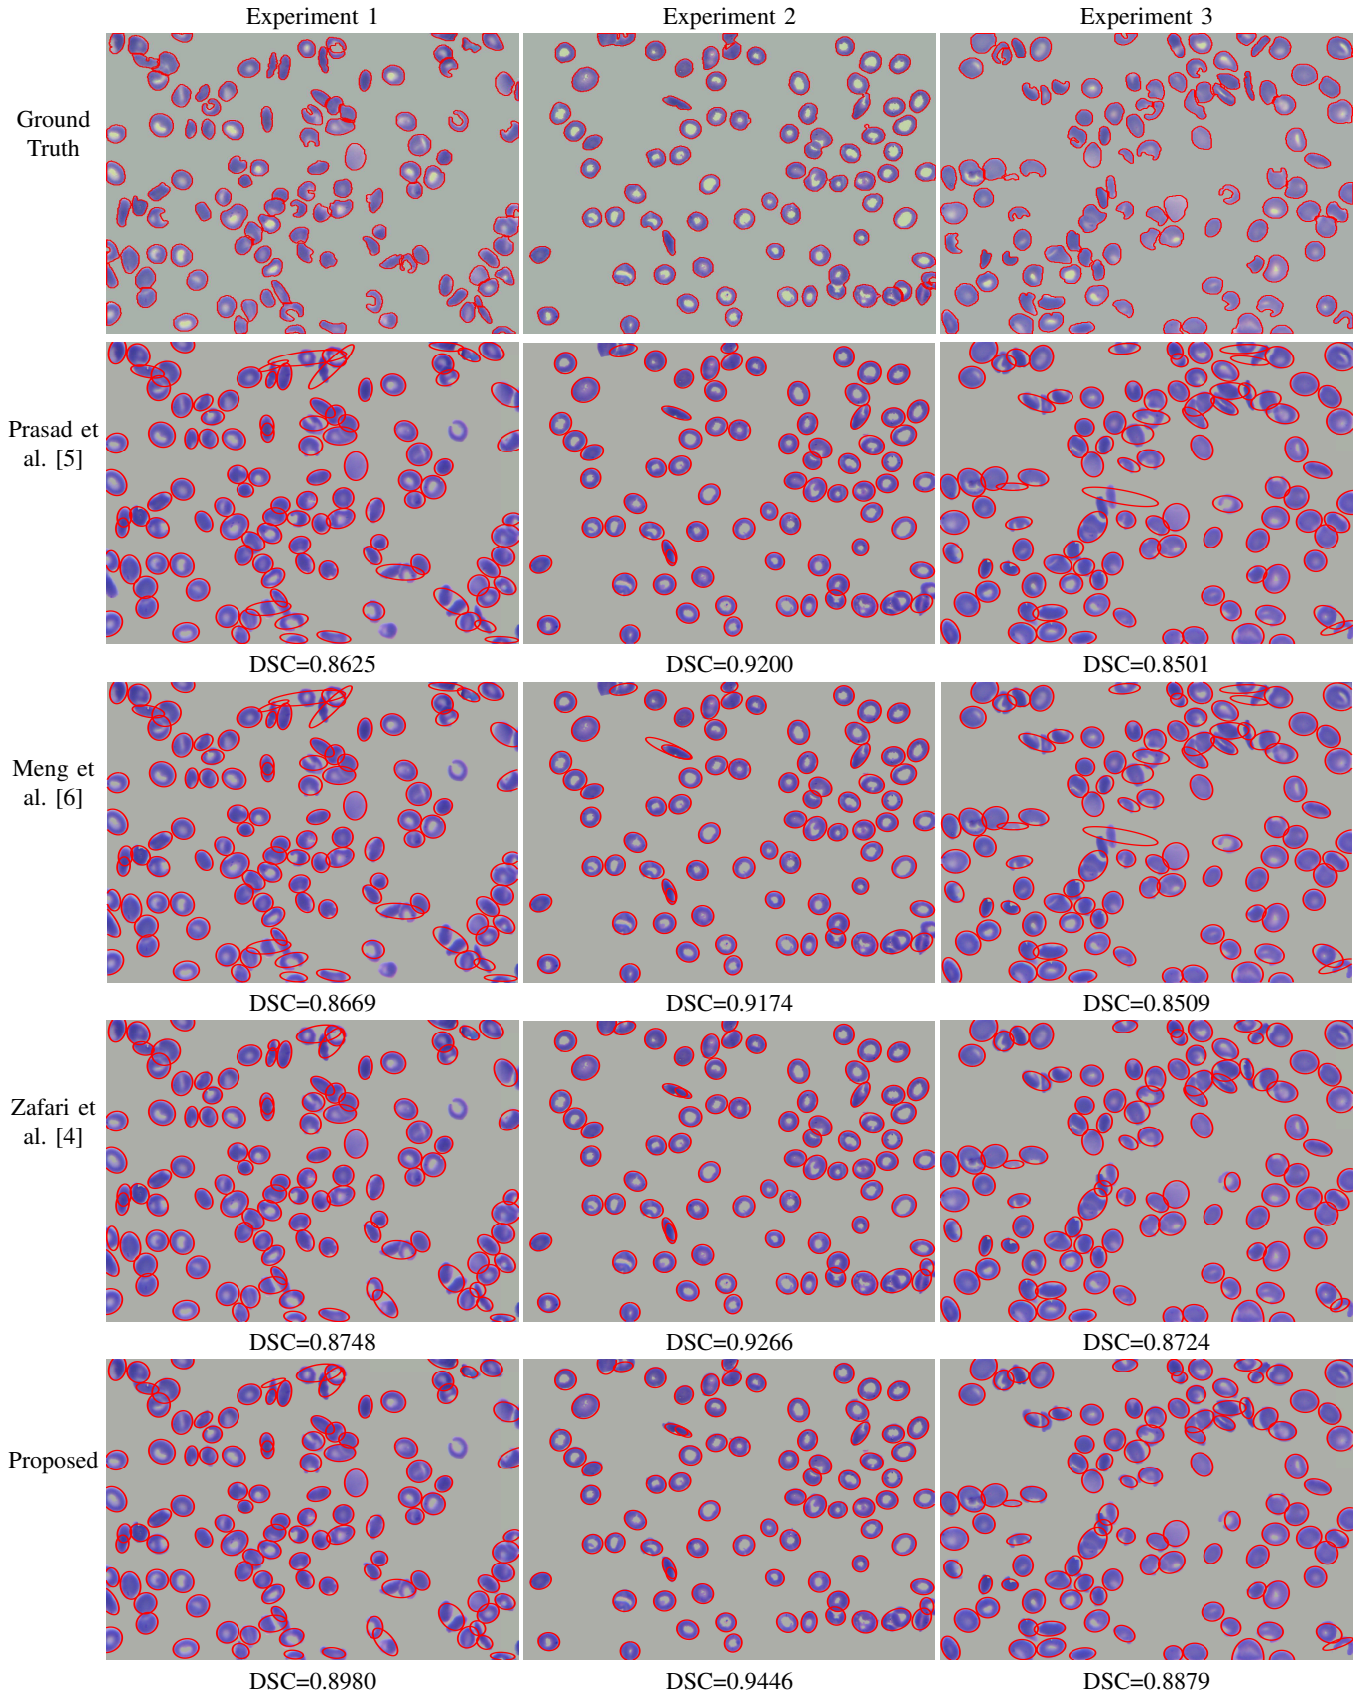 Experiment 1 Experiment 2 Experiment 3
Ground
Truth
Prasad et
al. [5]
DSC=0.8625 DSC=0.9200 DSC=0.8501
Meng et
al. [6]
DSC=0.8669 DSC=0.9174 DSC=0.8509
Zafari et
al. [4]
DSC=0.8748 DSC=0.9266 DSC=0.8724
Proposed
DSC=0.8980 DSC=0.9446 DSC=0.8879